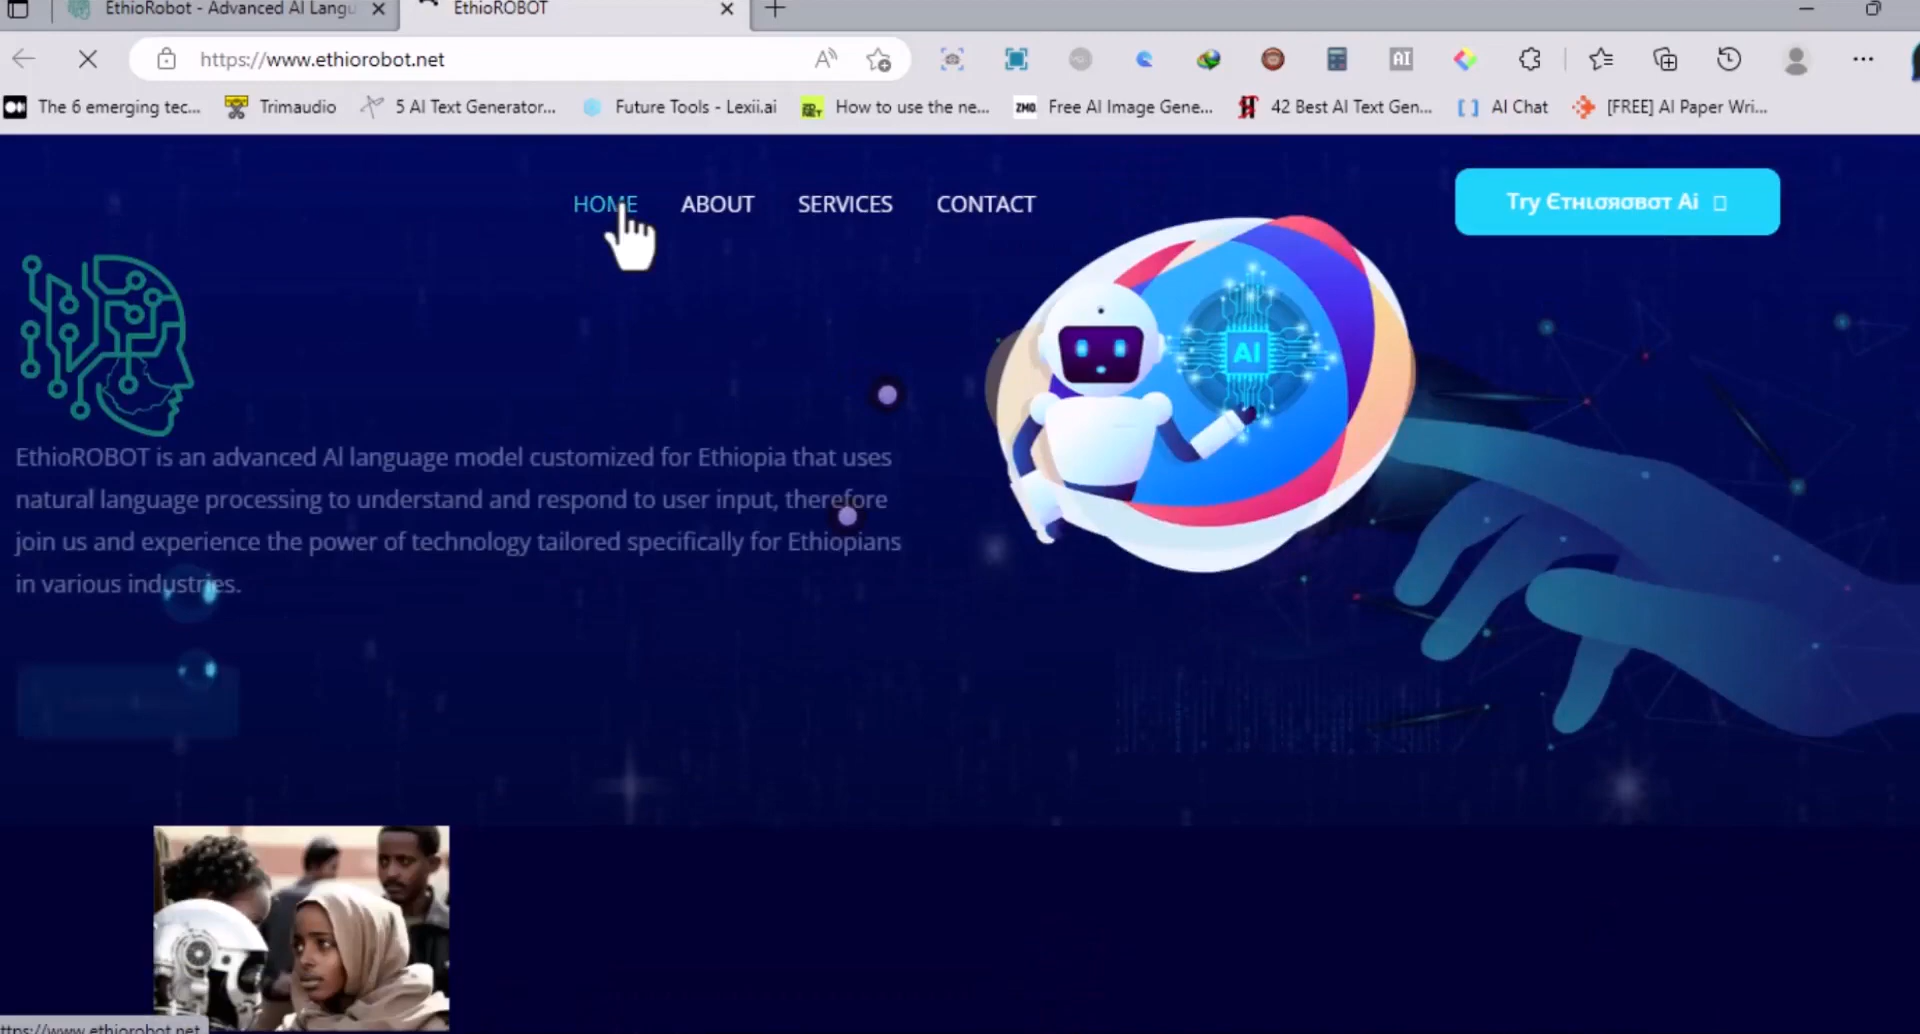 EthioRobot - Advanced AI Langu
EthioROBOT
https://www.ethiorobot.net
The 6 emerging tec...
Trimaudio
5 AI Text Generator...
Future Tools - Lexii.ai
How to use the ne...
ZMO
Free AI Image Gene...
42 Best AI Text Gen...
AI Chat
[FREE] AI Paper Wri...
HOME
ABOUT
SERVICES
CONTACT
Try Єтнισяσвσт Ai
AI
EthioROBOT is an advanced AI language model customized for Ethiopia that uses
natural language processing to understand and respond to user input, therefore
join us and experience the power of technology tailored specifically for Ethiopians
in various industries.
ttps://www.ethiorobot.net